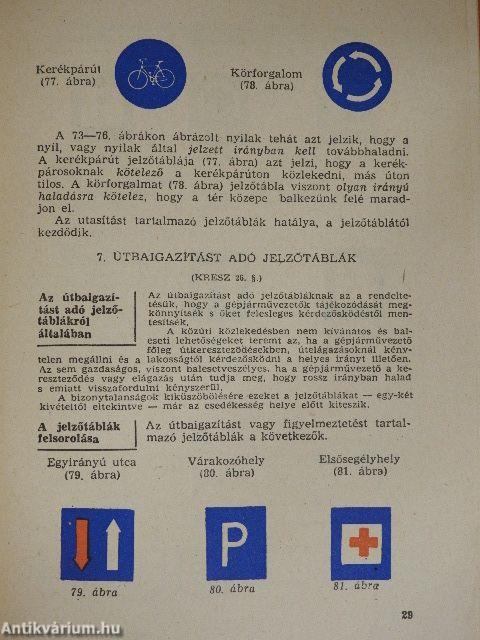 Kerékpárút
(77. ábra)
Körforgalom
(78. ábra)
A 73—76. ábrákon ábrázolt nyilak tehát azt jelzik, hogy a
nyíl, vagy nyilak által jelzett irányban kell továbbhaladni.
A kerékpárút jelzőtáblája (77. ábra) azt jelzi, hogy a kerék-
párosoknak kötelező a kerékpárúton közlekedni, más úton
tilos. A körforgalmat (78. ábra) jelzőtábla viszont olyan irányú
haladásra kötelez, hogy a tér közepe balkezünk felé marad-
jon el.
Az utasítást tartalmazó jelzőtáblák hatálya, a jelzőtáblától
kezdődik.
7. ÚTBAIGAZÍTÁST ADÓ JELZŐTÁBLÁK
(KRESZ 26. §.)
Az útbaigazí-
tást adó jelző-
táblákról
általában
Az útbaigazítást adó jelzőtábláknak az a rendelte-
tésük, hogy a gépjárművezetők tájékozódását meg-
könnyítsék s őket felesleges kérdezősködéstől men-
tesítsék.
A közúti közlekedésben nem kívánatos és bal-
eseti lehetőségeket teremt az, ha a gépjárművezető
főleg útkereszteződésekben, útelágazásoknál kény-
telen megállni és a lakosságtól kérdezősködni a helyes irányt illetően.
Az sem gazdaságos, viszont balesetveszélyes, ha a gépjárművezető a ke-
reszteződés vagy elágazás után tudja meg, hogy rossz irányban halad
s emiatt visszafordulni kényszerül.
A bizonytalanságok kiküszöbölésére ezeket a jelzőtáblákat — egy-két
kivételtől eltekintve — már az esedékesség helye előtt kiteszik.
A jelzőtáblák
felsorolása
Az útbaigazítást vagy figyelmeztetést tartal-
mazó jelzőtáblák a következők.
Egyirányú utca
(79. ábra)
Várakozóhely
(80. ábra)
Elsősegélyhely
(81. ábra)
P
79. ábra
80. ábra
81. ábra
29
Antikvárium.hu